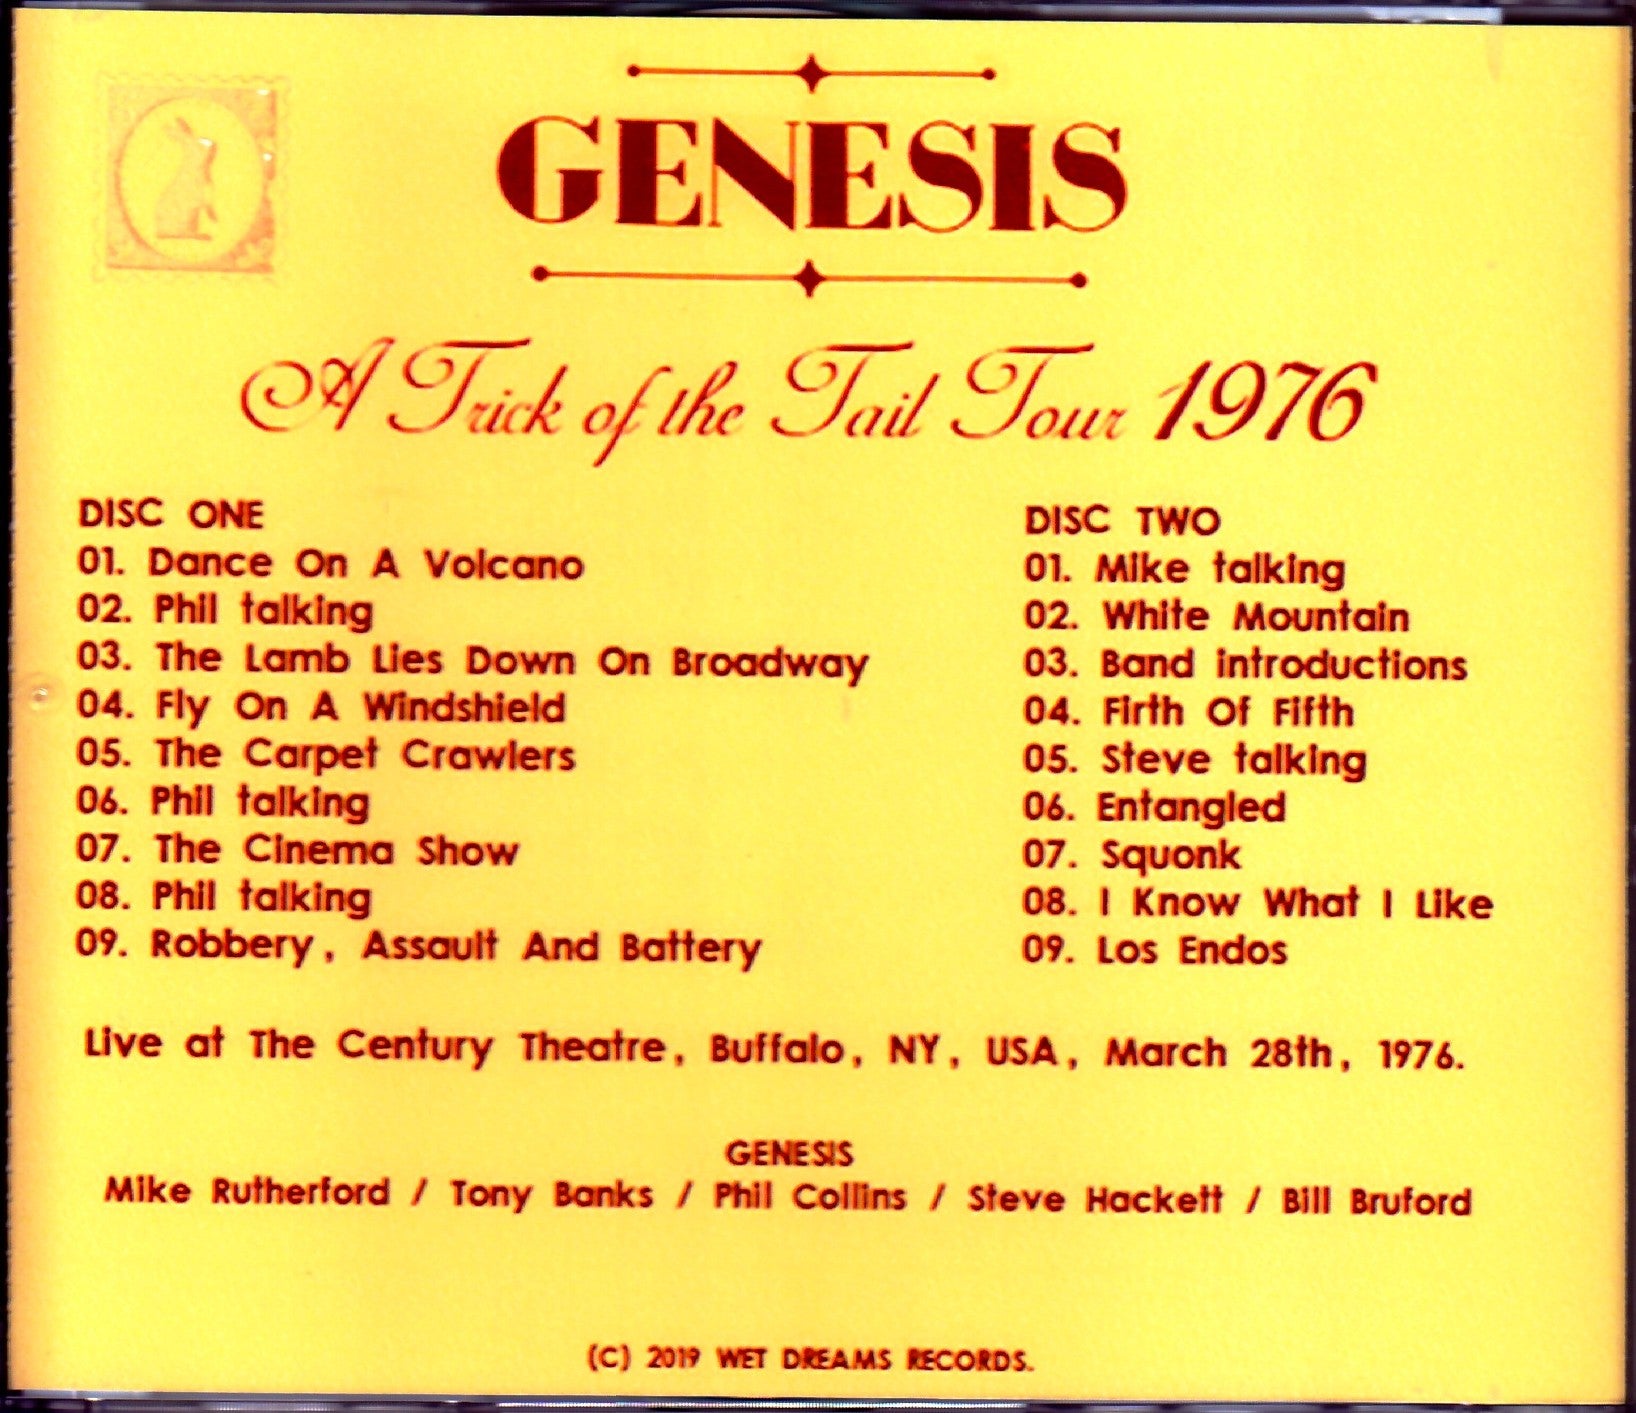 GENESIS
A Trick of the Tail Tour 1976
DISC ONE
01. Dance On A Volcano
02. Phil talking
03. The Lamb Lies Down On Broadway
04. Fly On A Windshield
05. The Carpet Crawlers
06. Phil talking
07. The Cinema Show
08. Phil talking
09. Robbery, Assault And Battery
DISC TWO
01. Mike talking
02. White Mountain
03. Band introductions
04. Firth Of Fifth
05. Steve talking
06. Entangled
07. Squonk
08. I Know What I Like
09. Los Endos
Live at The Century Theatre, Buffalo, NY, USA, March 28th, 1976.
GENESIS
Mike Rutherford / Tony Banks / Phil Collins / Steve Hackett / Bill Bruford
(C) 2019 WET DREAMS RECORDS.